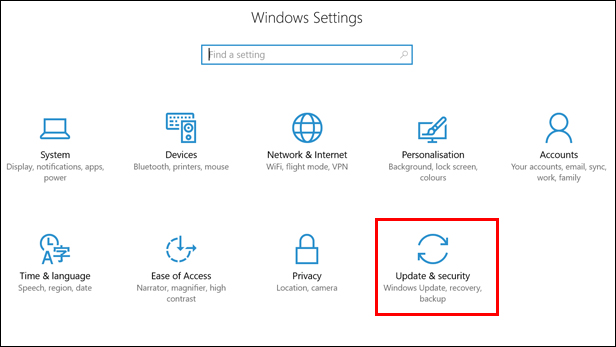 Windows Settings
Find a setting
System
Display, notifications, apps,
power
Devices
Bluetooth, printers, mouse
Network & Internet
WiFi, flight mode, VPN
Personalisation
Background, lock screen,
colours
Accounts
Your accounts, email, sync,
work, family
Time & language
Speech, region, date
Ease of Access
Narrator, magnifier, high
contrast
Privacy
Location, camera
Update & security
Windows Update, recovery,
backup